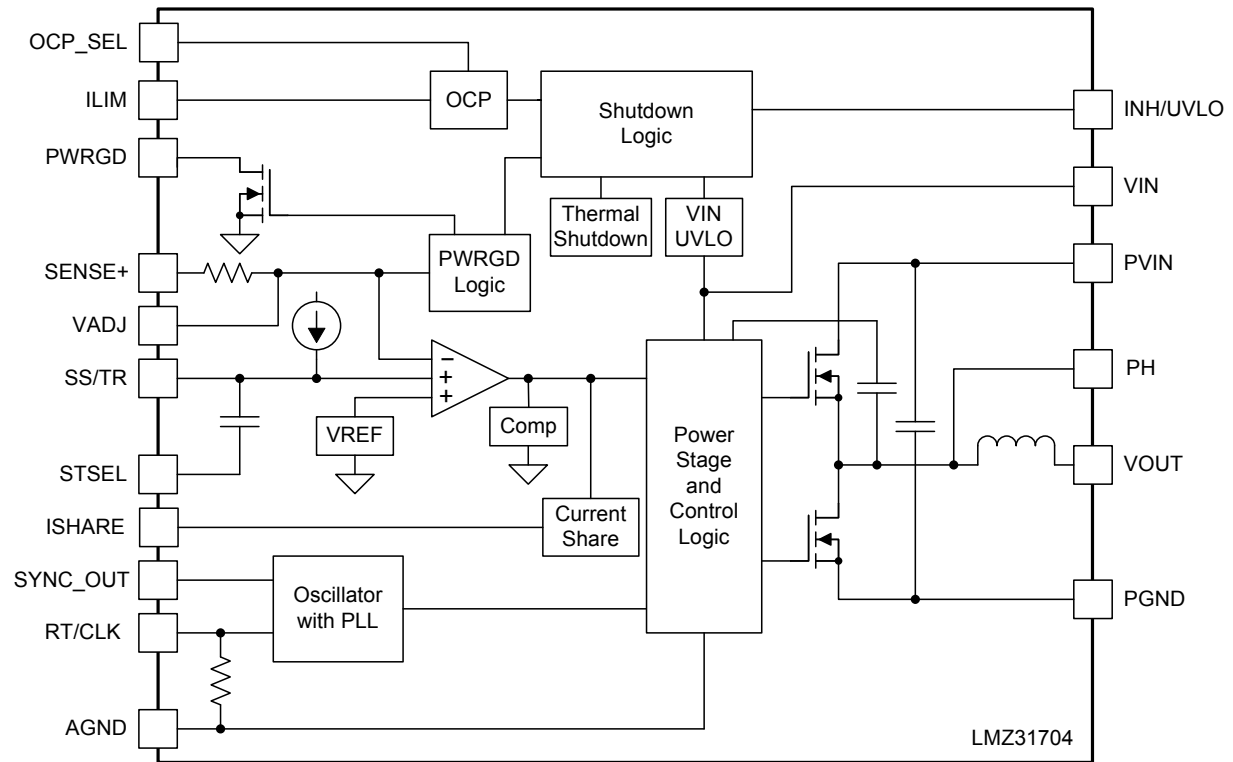 OCP_SEL
ILIM
PWRGD
SENSE+
VADJ
SS/TR
STSEL
ISHARE
SYNC_OUT
RT/CLK
AGND
OCP
Shutdown
Logic
Thermal
Shutdown
VIN
UVLO
PWRGD
Logic
−
+
+
VREF
Comp
Current
Share
Oscillator
with PLL
Power
Stage
and
Control
Logic
INH/UVLO
VIN
PVIN
PH
VOUT
PGND
LMZ31704